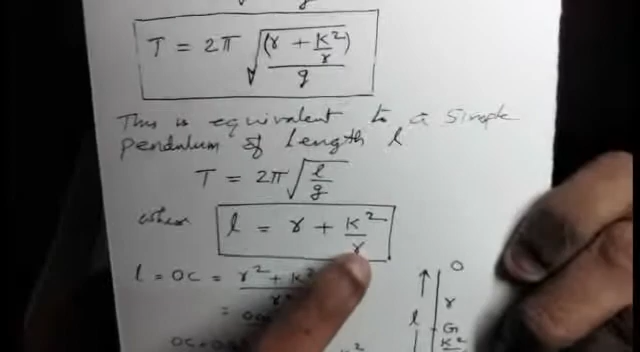 g
T = 2π √((r + K²/r)/g)
This is equivalent to a simple
pendulum of length l
T = 2π √(l/g)
where l = r + K²/r
l = OC = r² + K²
=
O
r
l
G
K²